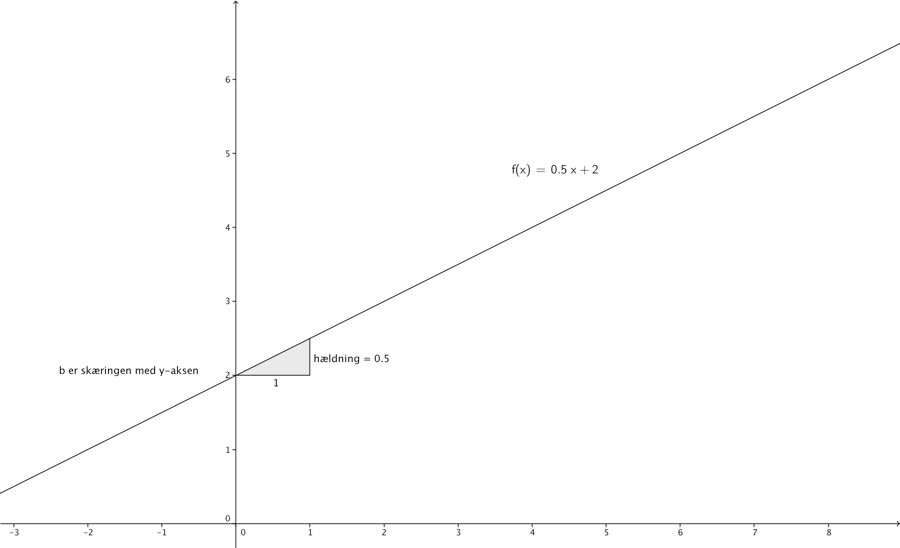 6
5
f(x) = 0.5 x + 2
4
3
hældning = 0.5
b er skæringen med y-aksen
2
1
1
0
-3 -2 -1 0 1 2 3 4 5 6 7 8